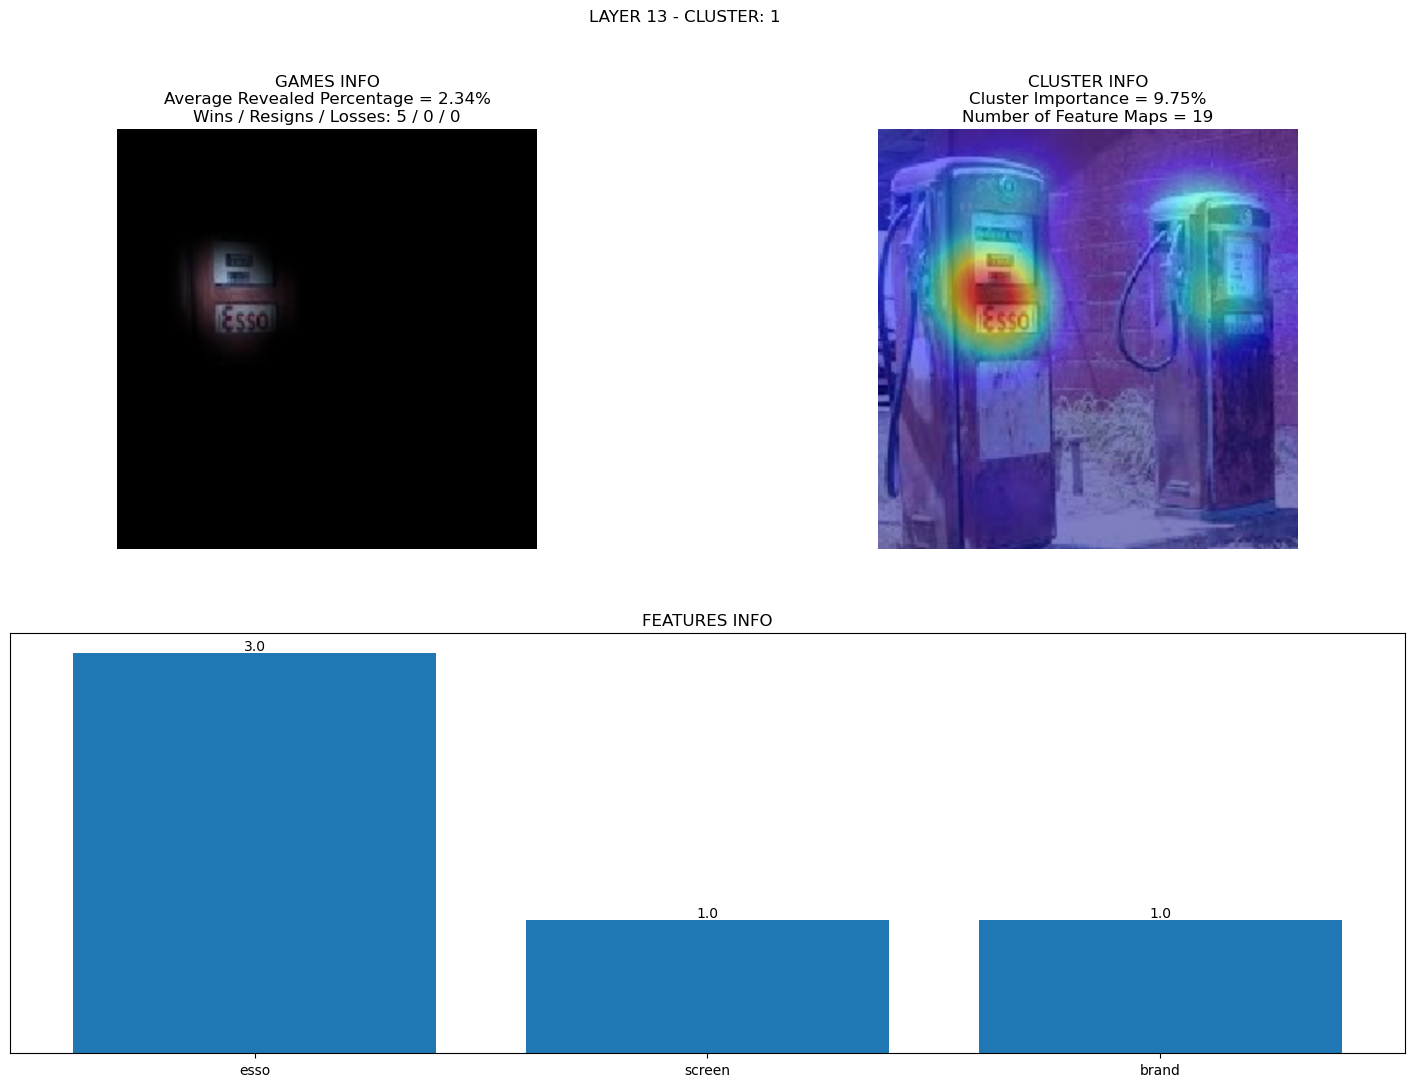 LAYER 13 - CLUSTER: 1
GAMES INFO
Average Revealed Percentage = 2.34%
Wins / Resigns / Losses: 5 / 0 / 0
CLUSTER INFO
Cluster Importance = 9.75%
Number of Feature Maps = 19
ESSO
ESSO
FEATURES INFO
3.0
1.0
1.0
esso
screen
brand